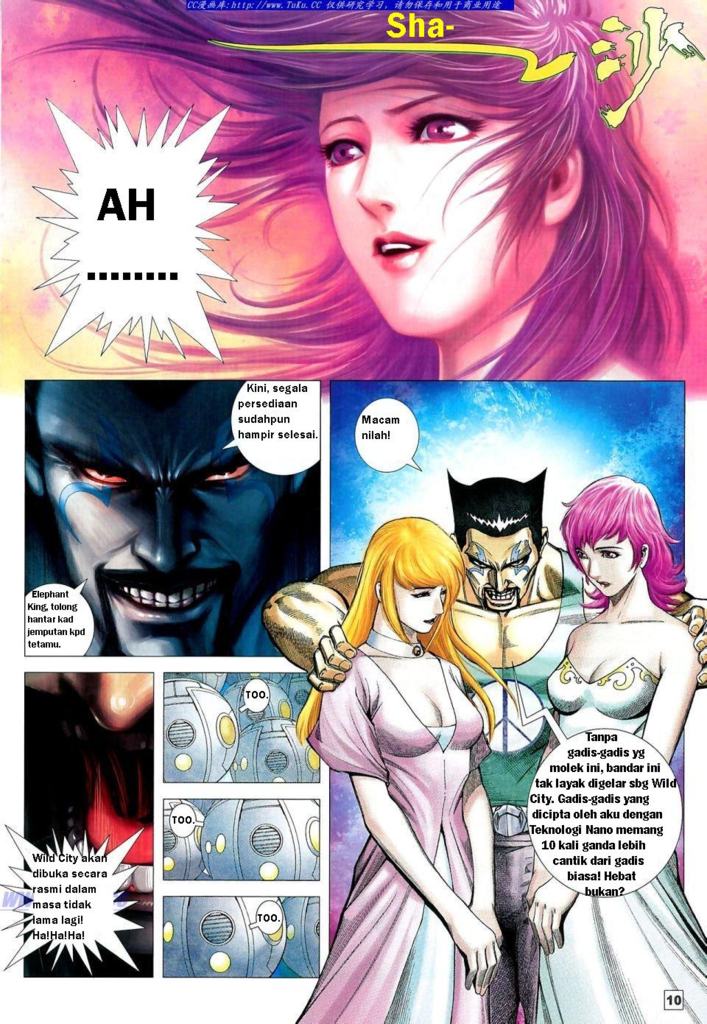 CC漫画库:http://www.TuKu.CC 仅供研究学习，请勿保存和用于商业用途
Sha-
沙
AH
........
Kini, segala
persediaan
sudahpun
hampir selesai.
Elephant
King, tolong
hantar kad
jemputan kpd
tetamu.
Macam
nilah!
Tanpa
gadis-gadis yg
molek ini, bandar ini
tak layak digelar sbg Wild
City. Gadis-gadis yang
dicipta oleh aku dengan
Teknologi Nano memang
10 kali ganda lebih
cantik dari gadis
biasa! Hebat
bukan?
Wild City akan
dibuka secara
rasmi dalam
masa tidak
lama lagi!
Ha!Ha!Ha!
TOO.
TOO.
TOO.
10